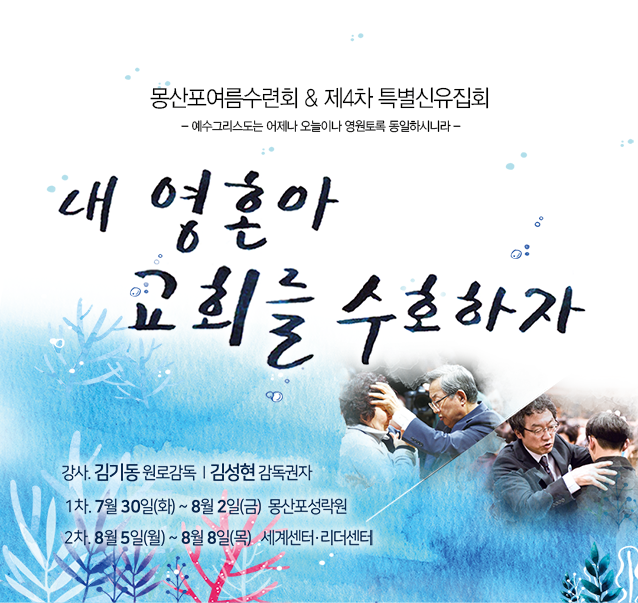 몽산포여름수련회 & 제4차 특별신유집회
– 예수그리스도는 어제나 오늘이나 영원토록 동일하시니라 –
내 영혼아
교회를 수호하자
강사. 김기동 원로감독 | 김성현 감독권자
1차. 7월 30일(화) ~ 8월 2일(금) 몽산포성락원
2차. 8월 5일(월) ~ 8월 8일(목) 세계센터·리더센터